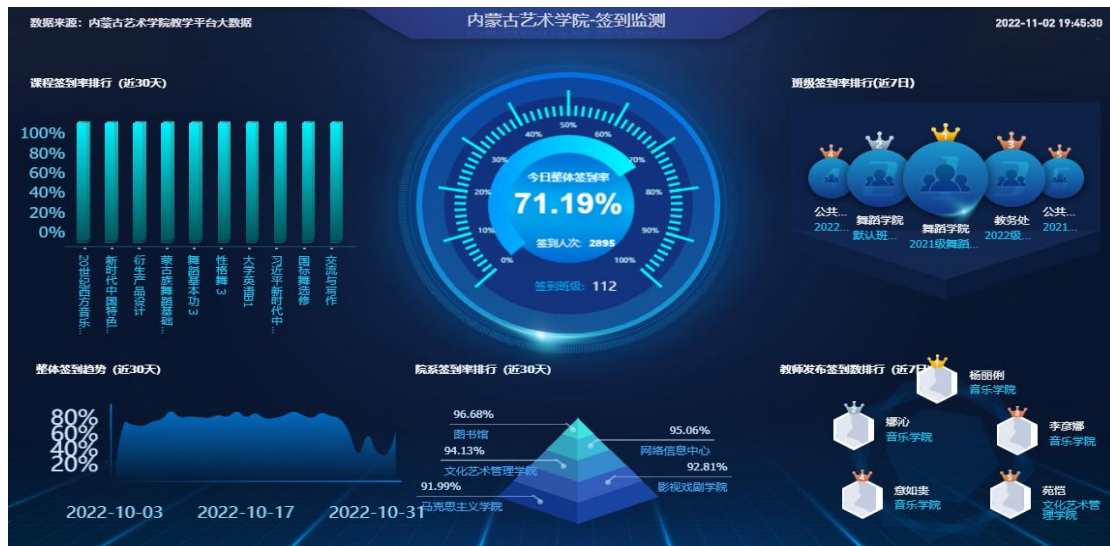 数据来源：内蒙古艺术学院教学平台大数据
内蒙古艺术学院-签到监测
2022-11-02 19:45:30
课程签到率排行（近30天）
100%
80%
60%
40%
20%
0%
20世纪西方音乐...
新时代中国特色...
衍生产品设计
蒙古族舞蹈基础...
舞蹈基本功3
性格舞3
大学英语B1
习近平新时代中...
国标舞选修
交流与写作
0%
10%
20%
30%
40%
50%
60%
70%
80%
90%
100%
今日整体签到率
71.19%
签到人次: 2895
签到班级: 112
班级签到率排行(近7日)
4
2
1
3
5
公共...
2022...
舞蹈学院
默认班...
舞蹈学院
2021级舞蹈...
教务处
2022级...
公共...
2021...
整体签到趋势（近30天）
80%
60%
40%
20%
2022-10-03
2022-10-17
2022-10-31
院系签到率排行（近30天）
96.68%
图书馆
95.06%
网络信息中心
94.13%
文化艺术管理学院
92.81%
影视戏剧学院
91.99%
马克思主义学院
教师发布签到数排行（近7日
杨丽俐
音乐学院
娜沁
音乐学院
李彦娜
音乐学院
意如贵
音乐学院
苑恺
文化艺术管
理学院